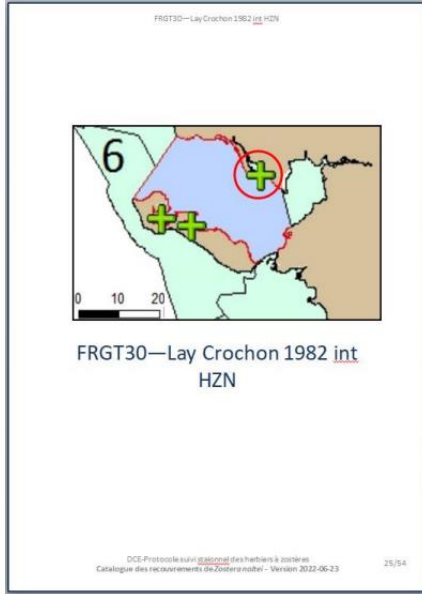 FRGT30—Lay Crochon 1982 int HZN
6
0 10 20
FRGT30—Lay Crochon 1982 int
HZN
DCE-Protocole suivi stationnel des herbiers à zostères
Catalogue des recouvrements de Zostera noltei - Version 2022-06-23
25/54